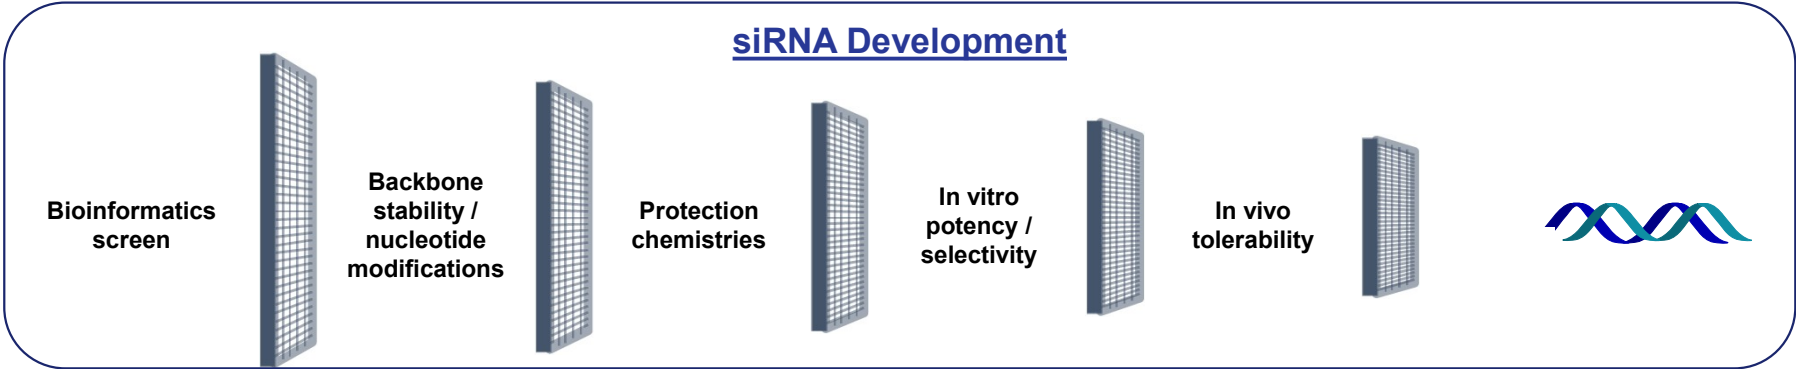 siRNA Development
Bioinformatics
screen
Backbone
stability /
nucleotide
modifications
Protection
chemistries
In vitro
potency /
selectivity
In vivo
tolerability